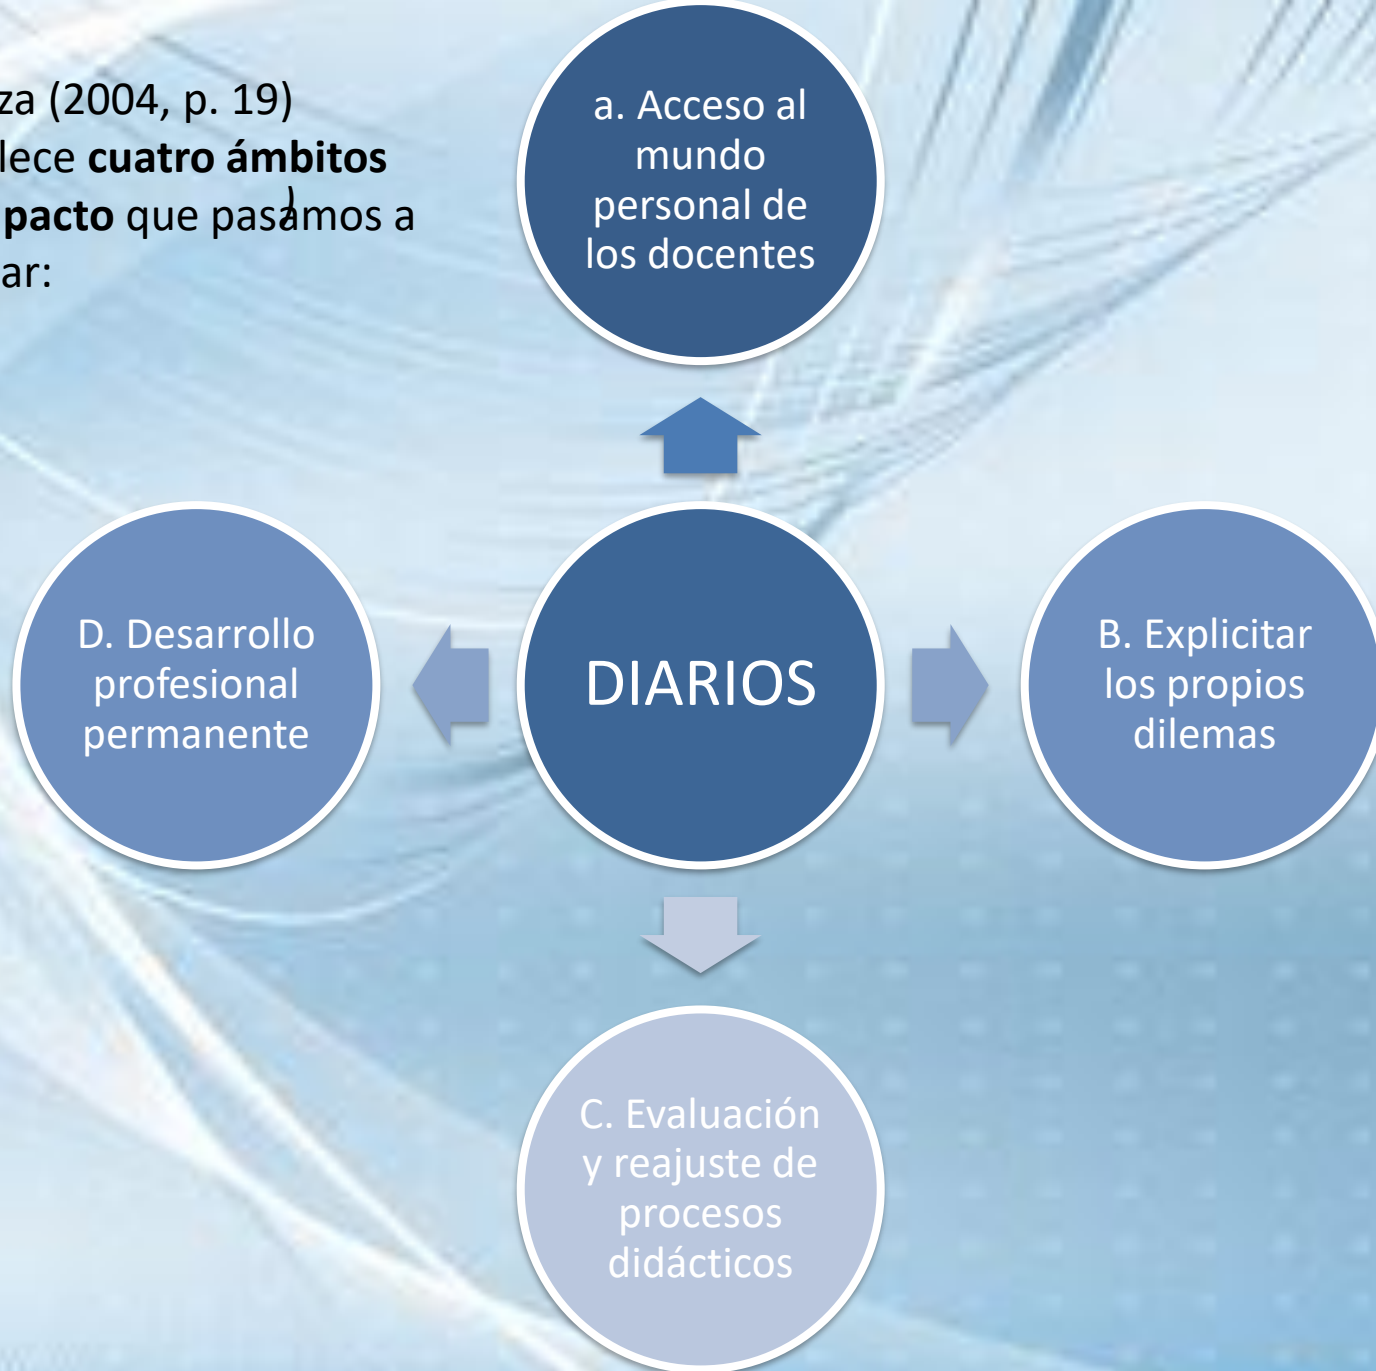 za (2004, p. 19)
lece cuatro ámbitos
pacto que pasamos a
ar:
)
a. Acceso al
mundo
personal de
los docentes
D. Desarrollo
profesional
permanente
DIARIOS
B. Explicitar
los propios
dilemas
C. Evaluación
y reajuste de
procesos
didácticos